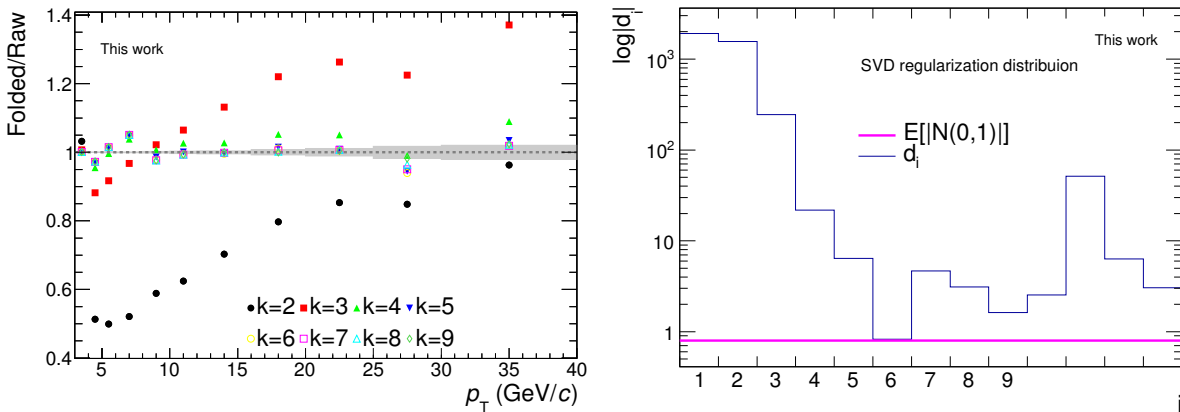 Folded/Raw
1.4
1.2
1
0.8
0.6
0.4
This work
k=2 k=3 k=4 k=5
k=6 k=7 k=8 k=9
5 10 15 20 25 30 35 40
p_T (GeV/c)
log|d_i|
10^3
10^2
10
1
This work
SVD regularization distribuion
E[|N(0,1)|]
d_i
1 2 3 4 5 6 7 8 9